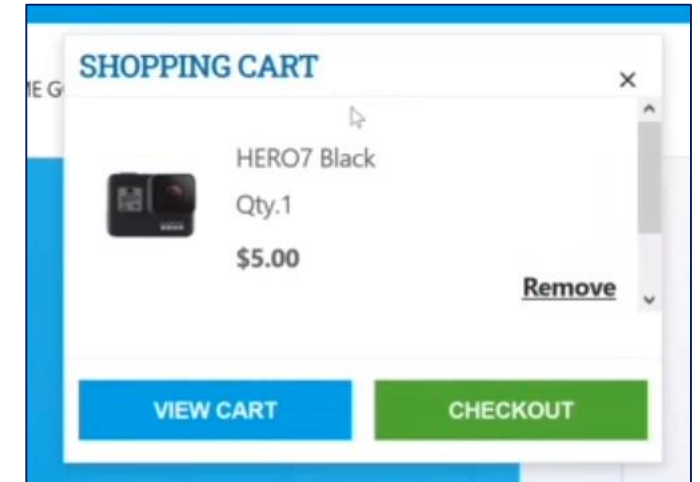 SHOPPING CART
HERO7 Black
Qty.1
$5.00
Remove
VIEW CART
CHECKOUT